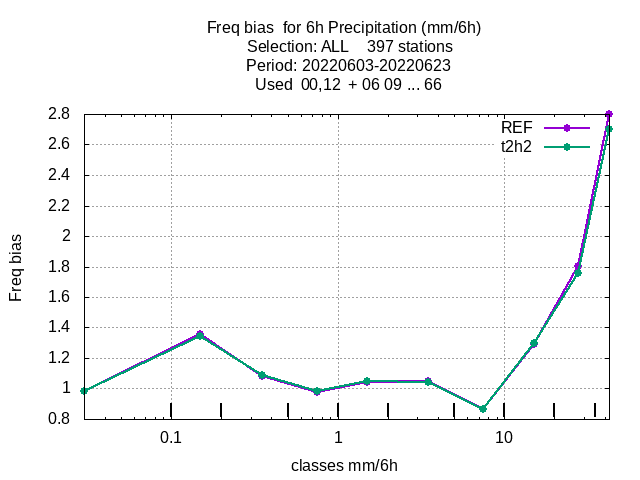 Freq bias  for 6h Precipitation (mm/6h)
Selection: ALL    397 stations
Period: 20220603-20220623
Used  00,12  + 06 09 ... 66
REF
t2h2
2.8
2.6
2.4
2.2
2
1.8
1.6
1.4
1.2
1
0.8
Freq bias
0.1
1
10
classes mm/6h